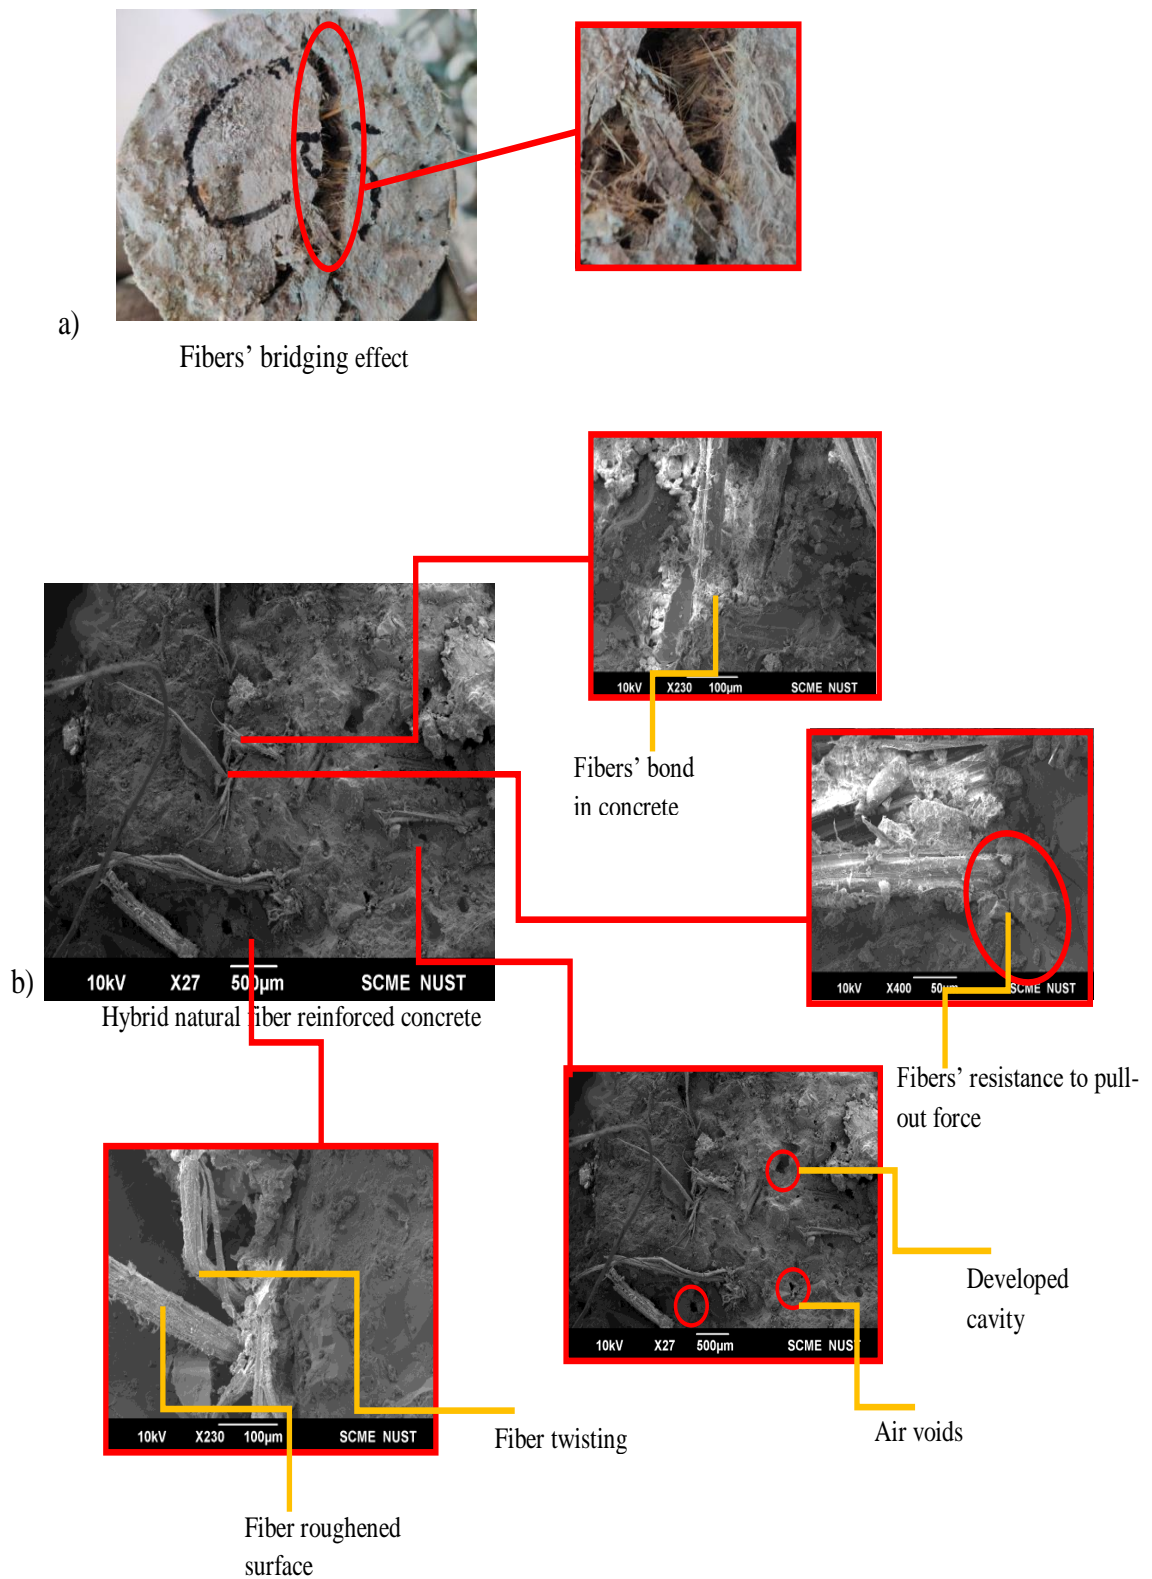 a)
Fibers’ bridging effect
10kV X230 100µm SCME NUST
Fibers’ bond
in concrete
10kV X400 50µm SCME NUST
Fibers’ resistance to pull-
out force
b)
10kV X27 500µm SCME NUST
Hybrid natural fiber reinforced concrete
10kV X27 500µm SCME NUST
Developed
cavity
Air voids
10kV X230 100µm SCME NUST
Fiber twisting
Fiber roughened
surface